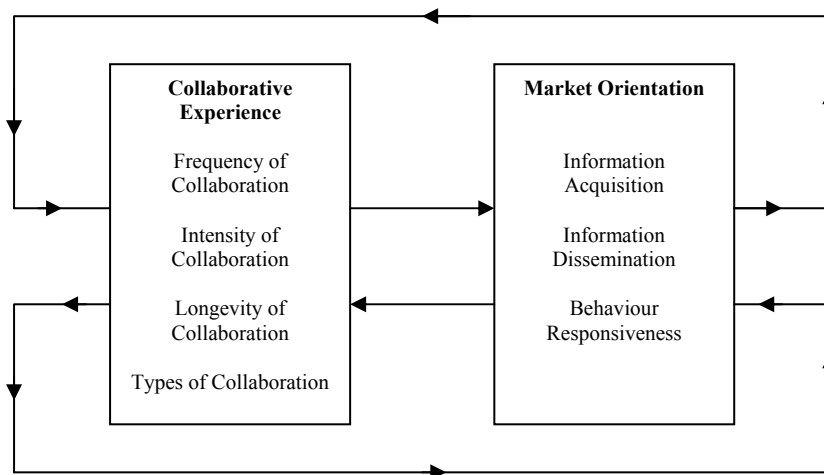 Collaborative
Experience
Frequency of
Collaboration
Intensity of
Collaboration
Longevity of
Collaboration
Types of Collaboration
Market Orientation
Information
Acquisition
Information
Dissemination
Behaviour
Responsiveness